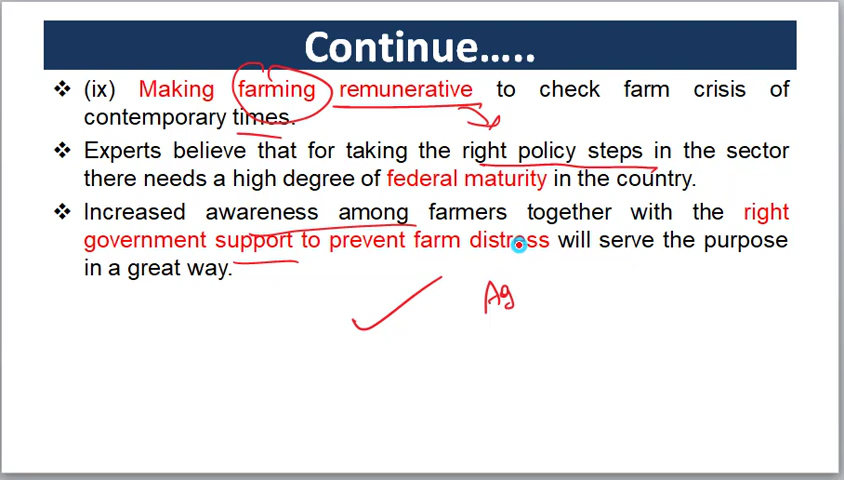 Continue.....
❖ (ix) Making farming remunerative to check farm crisis of
contemporary times.
❖ Experts believe that for taking the right policy steps in the sector
there needs a high degree of federal maturity in the country.
❖ Increased awareness among farmers together with the right
government support to prevent farm distress will serve the purpose
in a great way.
Ag